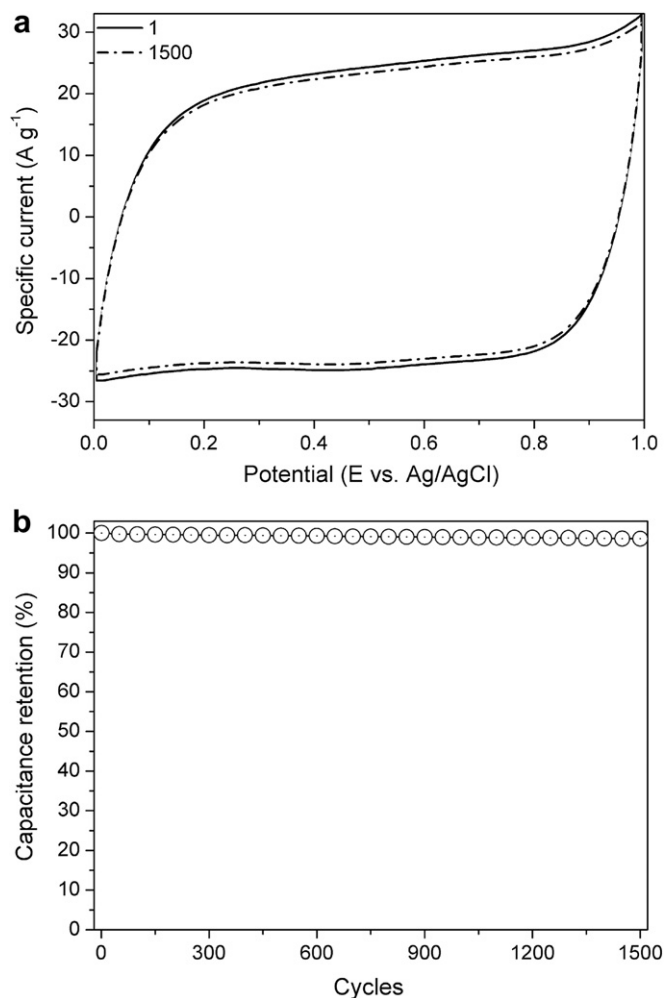 a
1
1500
30
20
10
0
-10
-20
-30
Specific current (A g⁻¹)
0.0 0.2 0.4 0.6 0.8 1.0
Potential (E vs. Ag/AgCl)
b
100
90
80
70
60
50
40
30
20
10
0
Capacitance retention (%)
0 300 600 900 1200 1500
Cycles